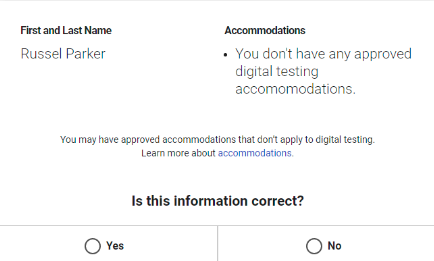 First and Last Name
Russel Parker
Accommodations
• You don't have any approved
digital testing
accomomodations.
You may have approved accommodations that don't apply to digital testing.
Learn more about accommodations.
Is this information correct?
Yes
No